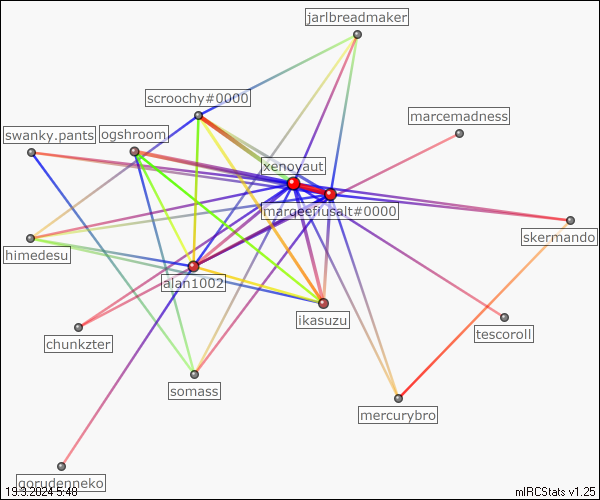 jarlbreadmaker
scroochy#0000
marcemadness
swanky.pants
ogshroom
xenoyaut
marqeefiusalt#0000
skermando
himedesu
alan1002
ikasuzu
tescoroll
chunkzter
somass
mercurybro
gorudenneko
19.3.2024 5:48
mIRCStats v1.25